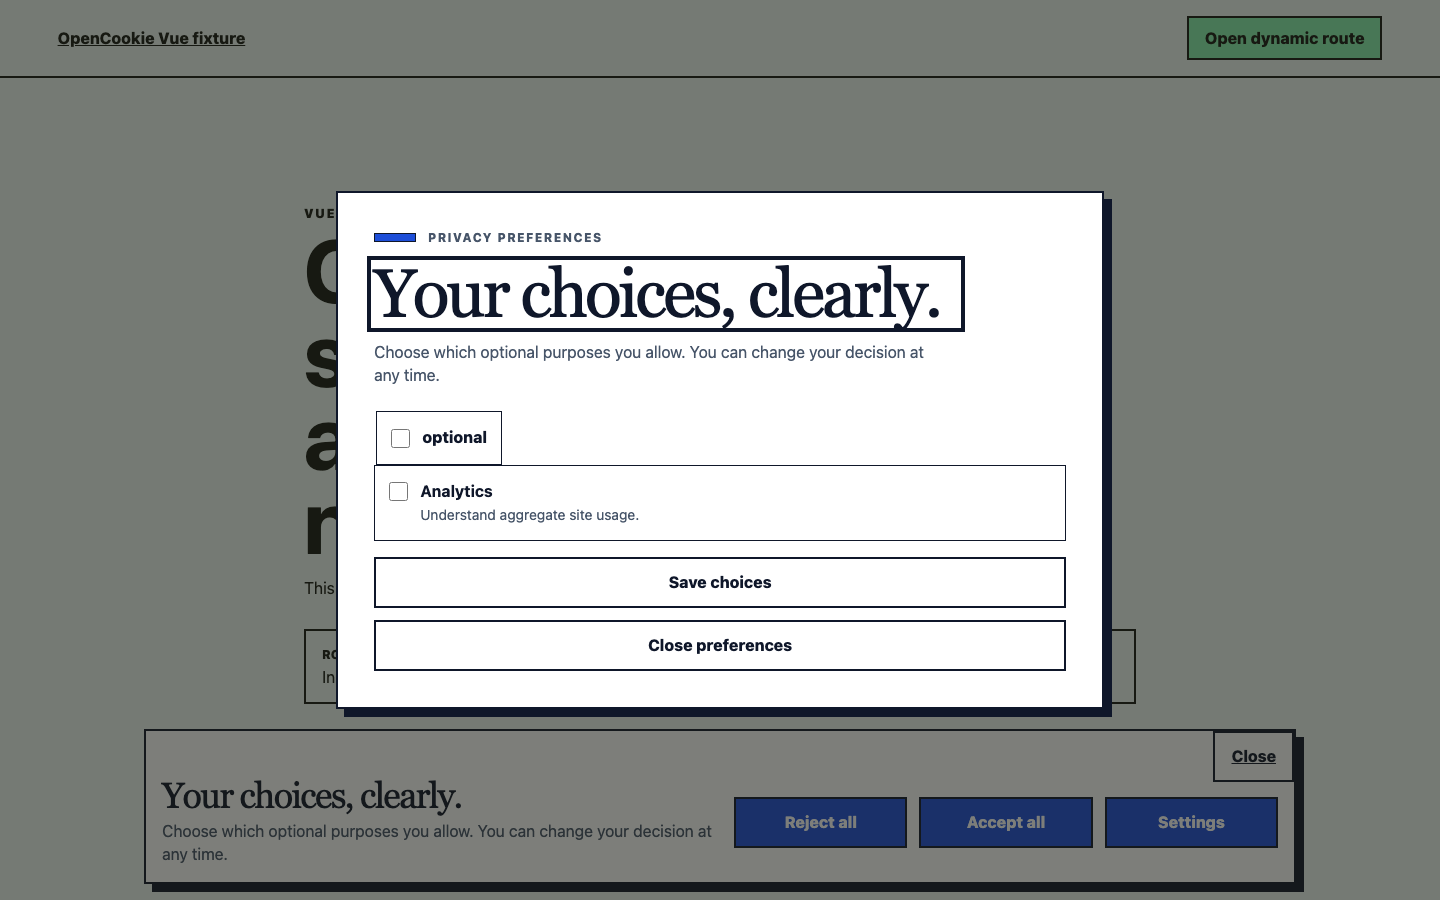 OpenCookie Vue fixture
Open dynamic route
VUE
PRIVACY PREFERENCES
Your choices, clearly.
Choose which optional purposes you allow. You can change your decision at
any time.
optional
Analytics
Understand aggregate site usage.
Save choices
Close preferences
This
In
Close
Your choices, clearly.
Choose which optional purposes you allow. You can change your decision at
any time.
Reject all
Accept all
Settings